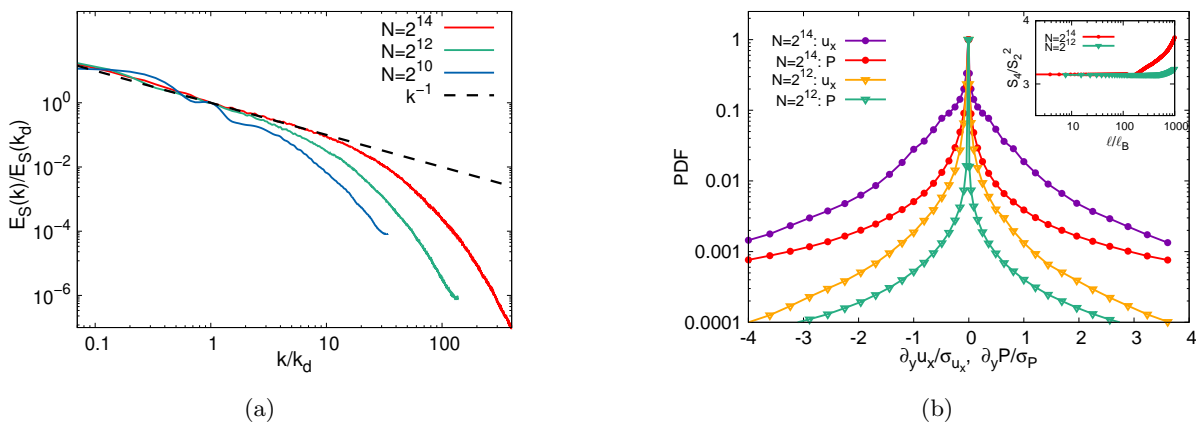 N=2^14
N=2^12
N=2^10
k^-1
10^0
10^-2
10^-4
10^-6
E_S(k)/E_S(k_d)
0.1
1
10
100
k/k_d
(a)
N=2^14: u_x
N=2^14: P
N=2^12: u_x
N=2^12: P
1
0.1
0.01
0.001
0.0001
PDF
-4
-3
-2
-1
0
1
2
3
4
∂_y u_x/σ_{u_x}, ∂_y P/σ_P
N=2^14
N=2^12
4
3
S_4/S_2^2
10
100
1000
ℓ/ℓ_B
(b)